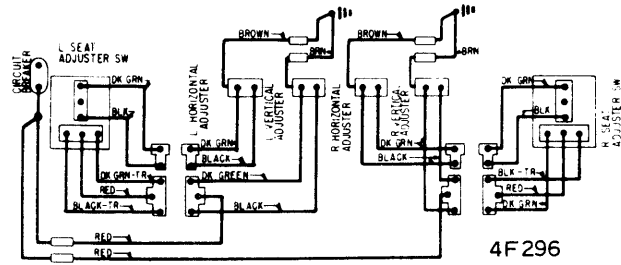 BROWN
BRN
BROWN
BRN
L SEAT
ADJUSTER SW
CIRCUIT
BREAKER
DK GRN
BLK
L HORIZONTAL
ADJUSTER
L VERTICAL
ADJUSTER
R HORIZONTAL
ADJUSTER
R VERTICAL
ADJUSTER
DK GRN
BLK
R SEAT
ADJUSTER SW
DK GRN
BLACK
DK GRN
BLACK
DK GRN-TR
RED
BLACK-TR
DK GREEN
BLACK
BLK-TR
RED
DK GRN
RED
RED
4F296